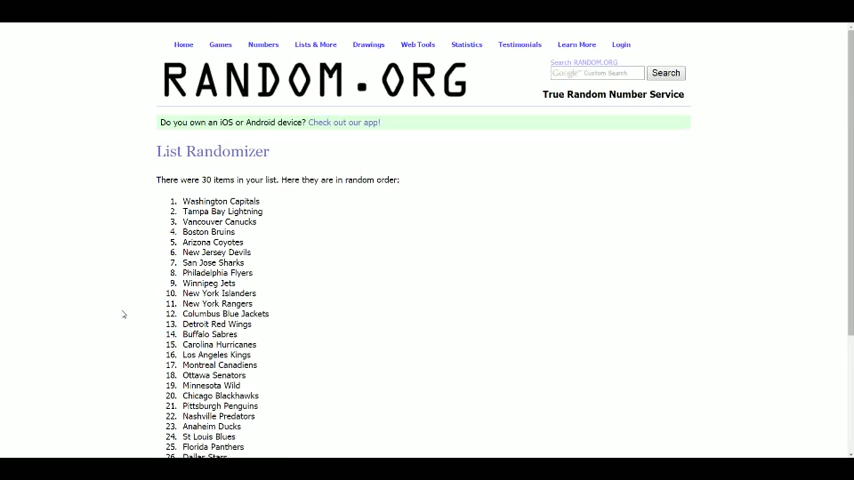 Home Games Numbers Lists & More Drawings Web Tools Statistics Testimonials Learn More Login
RANDOM.ORG
Search RANDOM.ORG
Google™ Custom Search Search
True Random Number Service
Do you own an iOS or Android device? Check out our app!
List Randomizer
There were 30 items in your list. Here they are in random order:
1. Washington Capitals
2. Tampa Bay Lightning
3. Vancouver Canucks
4. Boston Bruins
5. Arizona Coyotes
6. New Jersey Devils
7. San Jose Sharks
8. Philadelphia Flyers
9. Winnipeg Jets
10. New York Islanders
11. New York Rangers
12. Columbus Blue Jackets
13. Detroit Red Wings
14. Buffalo Sabres
15. Carolina Hurricanes
16. Los Angeles Kings
17. Montreal Canadiens
18. Ottawa Senators
19. Minnesota Wild
20. Chicago Blackhawks
21. Pittsburgh Penguins
22. Nashville Predators
23. Anaheim Ducks
24. St Louis Blues
25. Florida Panthers
26. Dallas Stars